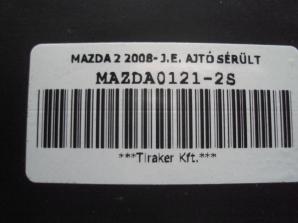 MAZDA 2 2008- J.E. AJTÓ SÉRÜLT
MAZDA0121-2S
***Tiraker Kft.***